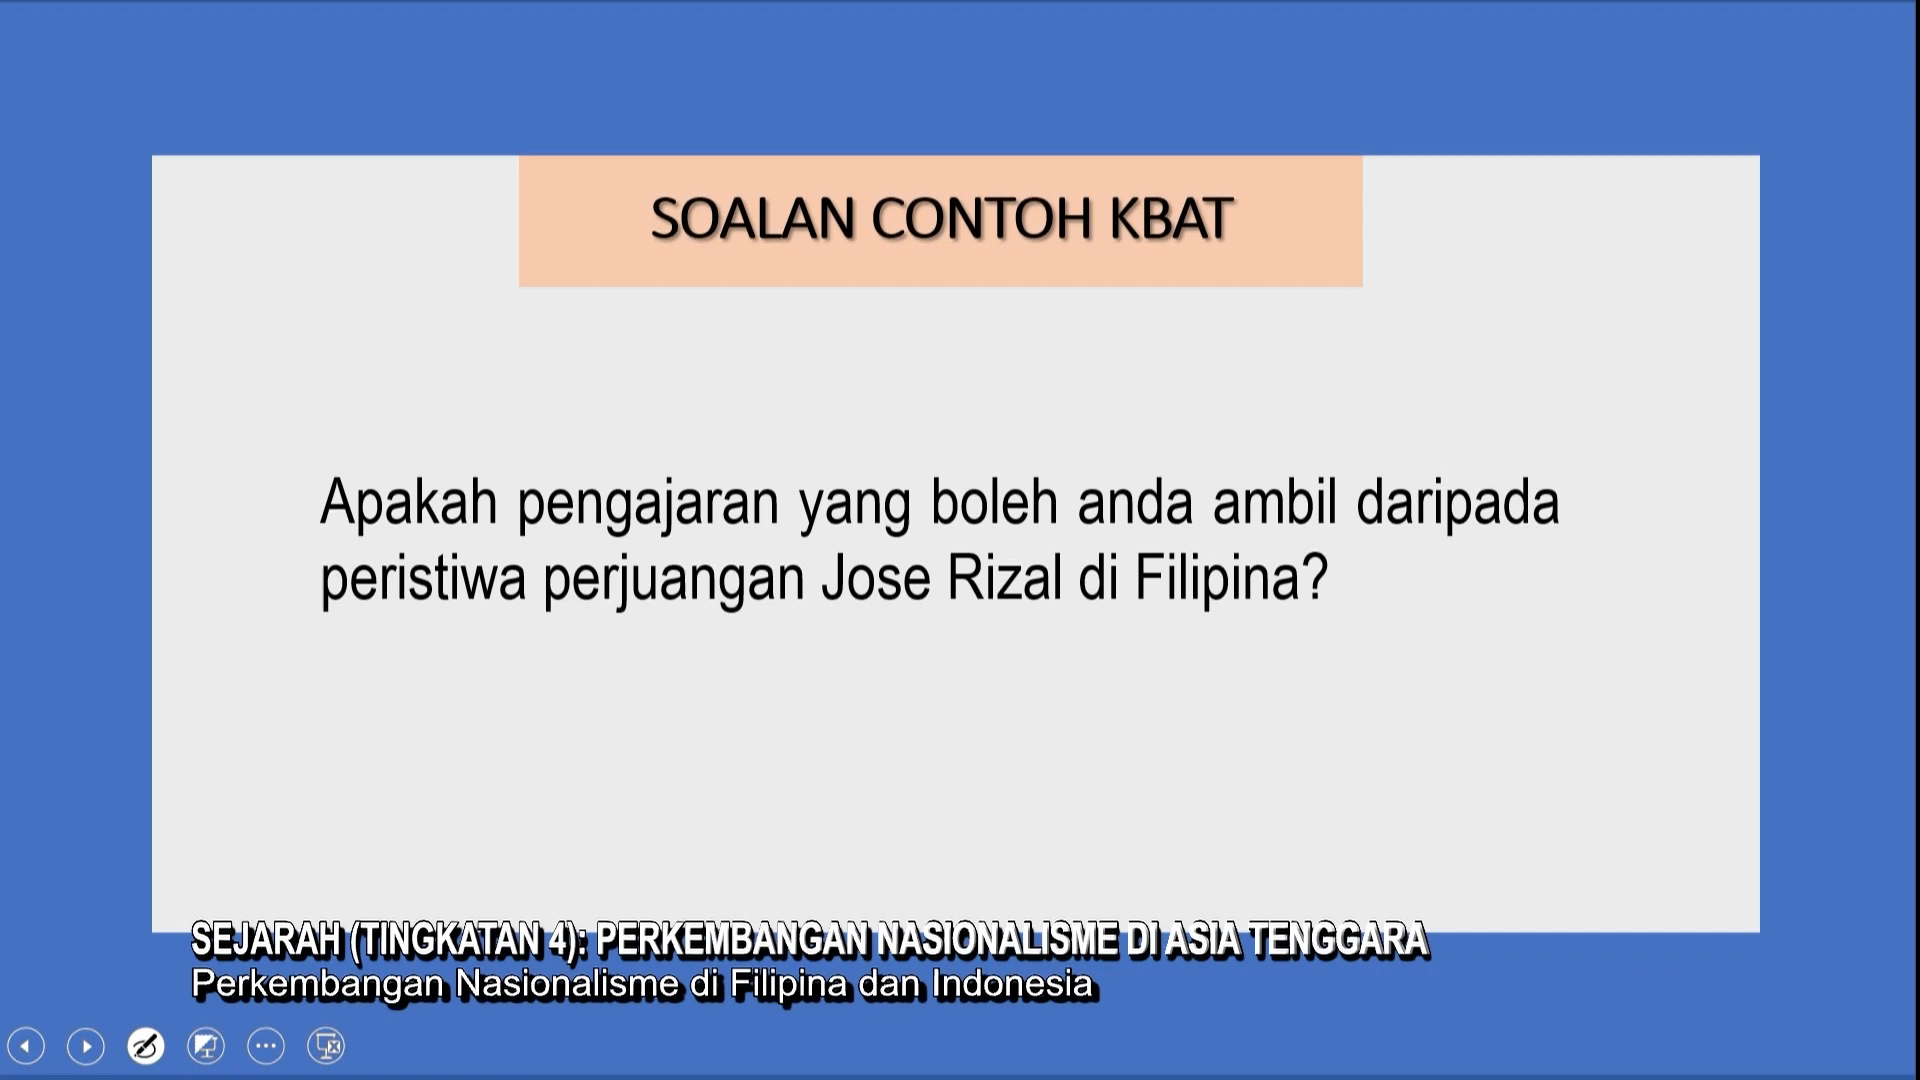 SOALAN CONTOH KBAT
Apakah pengajaran yang boleh anda ambil daripada
peristiwa perjuangan Jose Rizal di Filipina?
SEJARAH (TINGKATAN 4): PERKEMBANGAN NASIONALISME DI ASIA TENGGARA
Perkembangan Nasionalisme di Filipina dan Indonesia